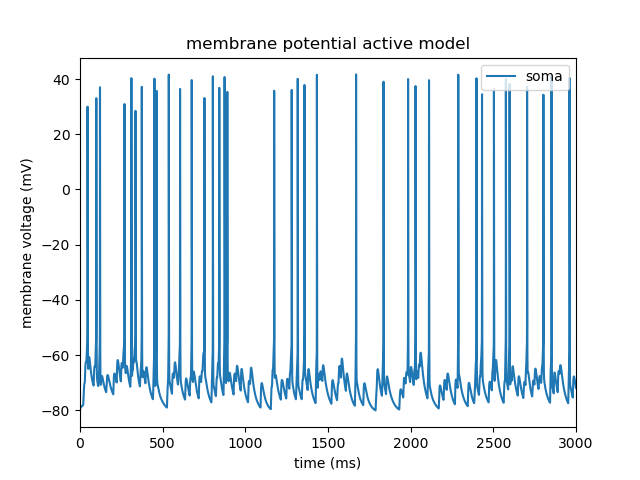 membrane potential active model
soma
membrane voltage (mV)
40
20
0
−20
−40
−60
−80
0 500 1000 1500 2000 2500 3000
time (ms)